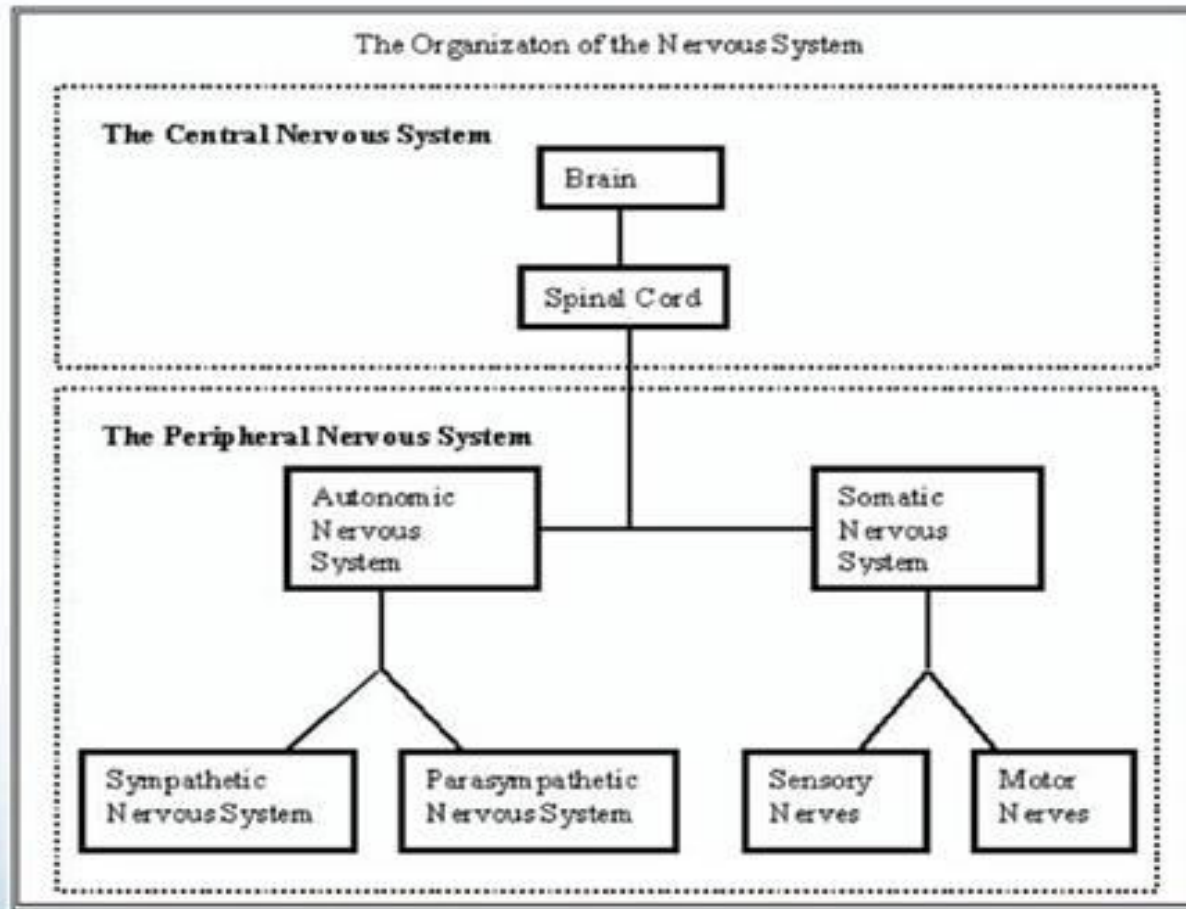 The Organizaton of the Nervous System
The Central Nervous System
Brain
Spinal Cord
The Peripheral Nervous System
Autonomic
Nervous
System
Somatic
Nervous
System
Sympathetic
Nervous System
Parasympathetic
Nervous System
Sensory
Nerves
Motor
Nerves